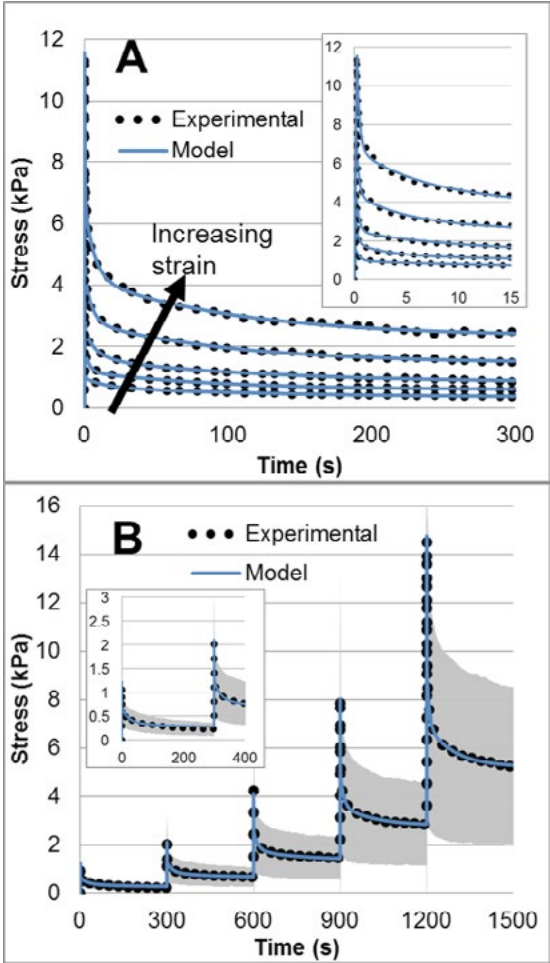 A
Experimental
Model
Increasing
strain
Stress (kPa)
12
10
8
6
4
2
0
0 100 200 300
Time (s)
12
10
8
6
4
2
0
0 5 10 15
B
Experimental
Model
Stress (kPa)
16
14
12
10
8
6
4
2
0
0 300 600 900 1200 1500
Time (s)
3
2.5
2
1.5
1
0.5
0
0 200 400